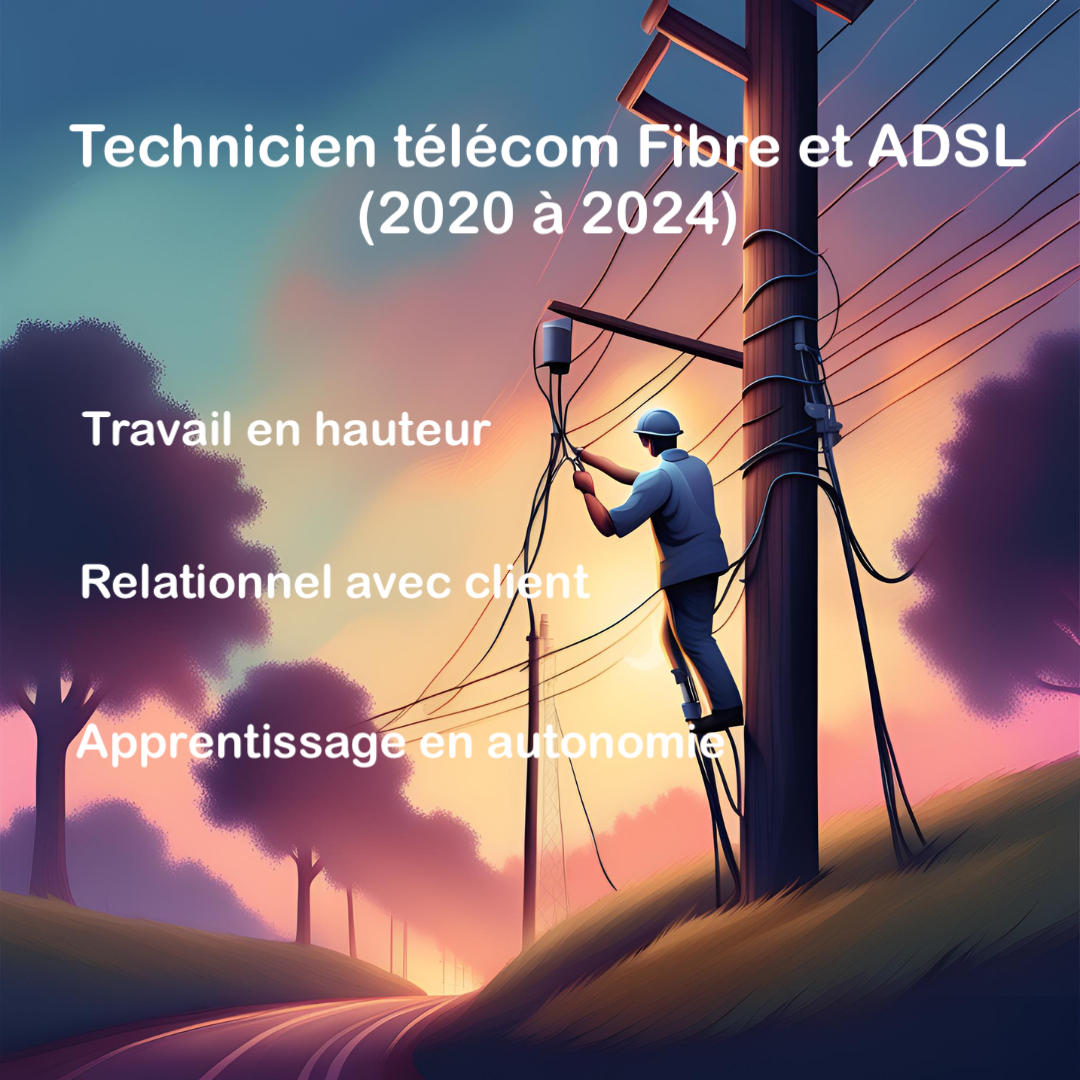 Technicien télécom Fibre et ADSL
(2020 à 2024)
Travail en hauteur
Relationnel avec client
Apprentissage en autonomie